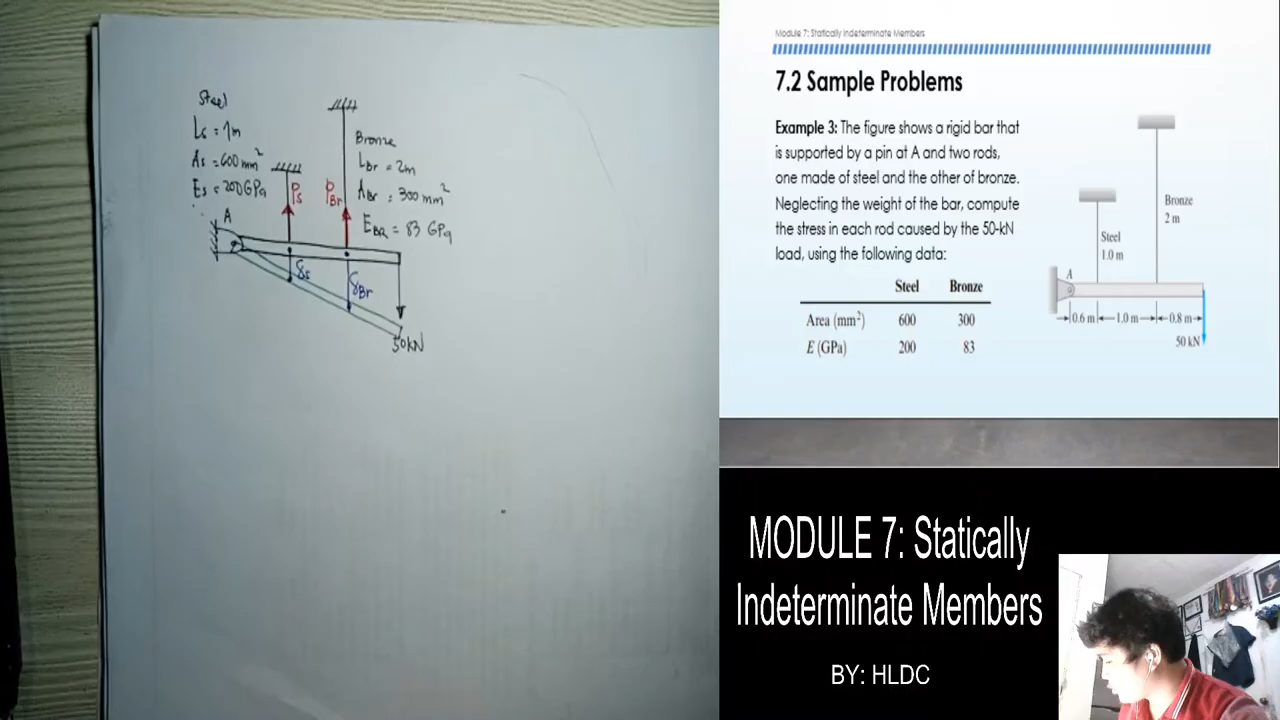 Steel
Ls = 1m
As = 600 mm²
Es = 200 GPa
Bronze
LBr = 2m
ABr = 300 mm²
EBR = 83 GPa
Ps
PBr
A
δs
δBr
50kN
Module 7: Statically Indeterminate Members
7.2 Sample Problems
Example 3: The figure shows a rigid bar that
is supported by a pin at A and two rods,
one made of steel and the other of bronze.
Neglecting the weight of the bar, compute
the stress in each rod caused by the 50-kN
load, using the following data:
Steel Bronze
Area (mm²) 600 300
E (GPa) 200 83
Bronze
2 m
Steel
1.0 m
A
0.6 m 1.0 m 0.8 m
50 kN
MODULE 7: Statically
Indeterminate Members
BY: HLDC